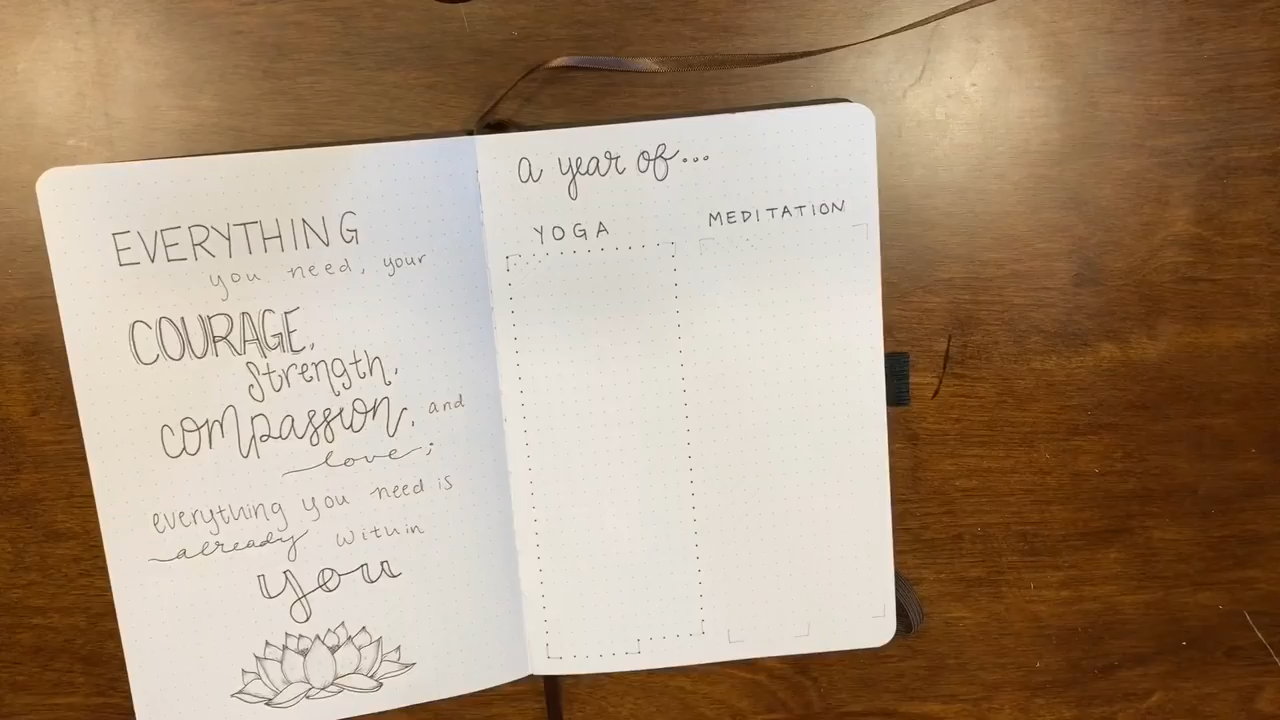 EVERYTHING
you need, your
COURAGE,
strength,
compassion, and
love;
everything you need is
already within
you
a year of...
YOGA
MEDITATION